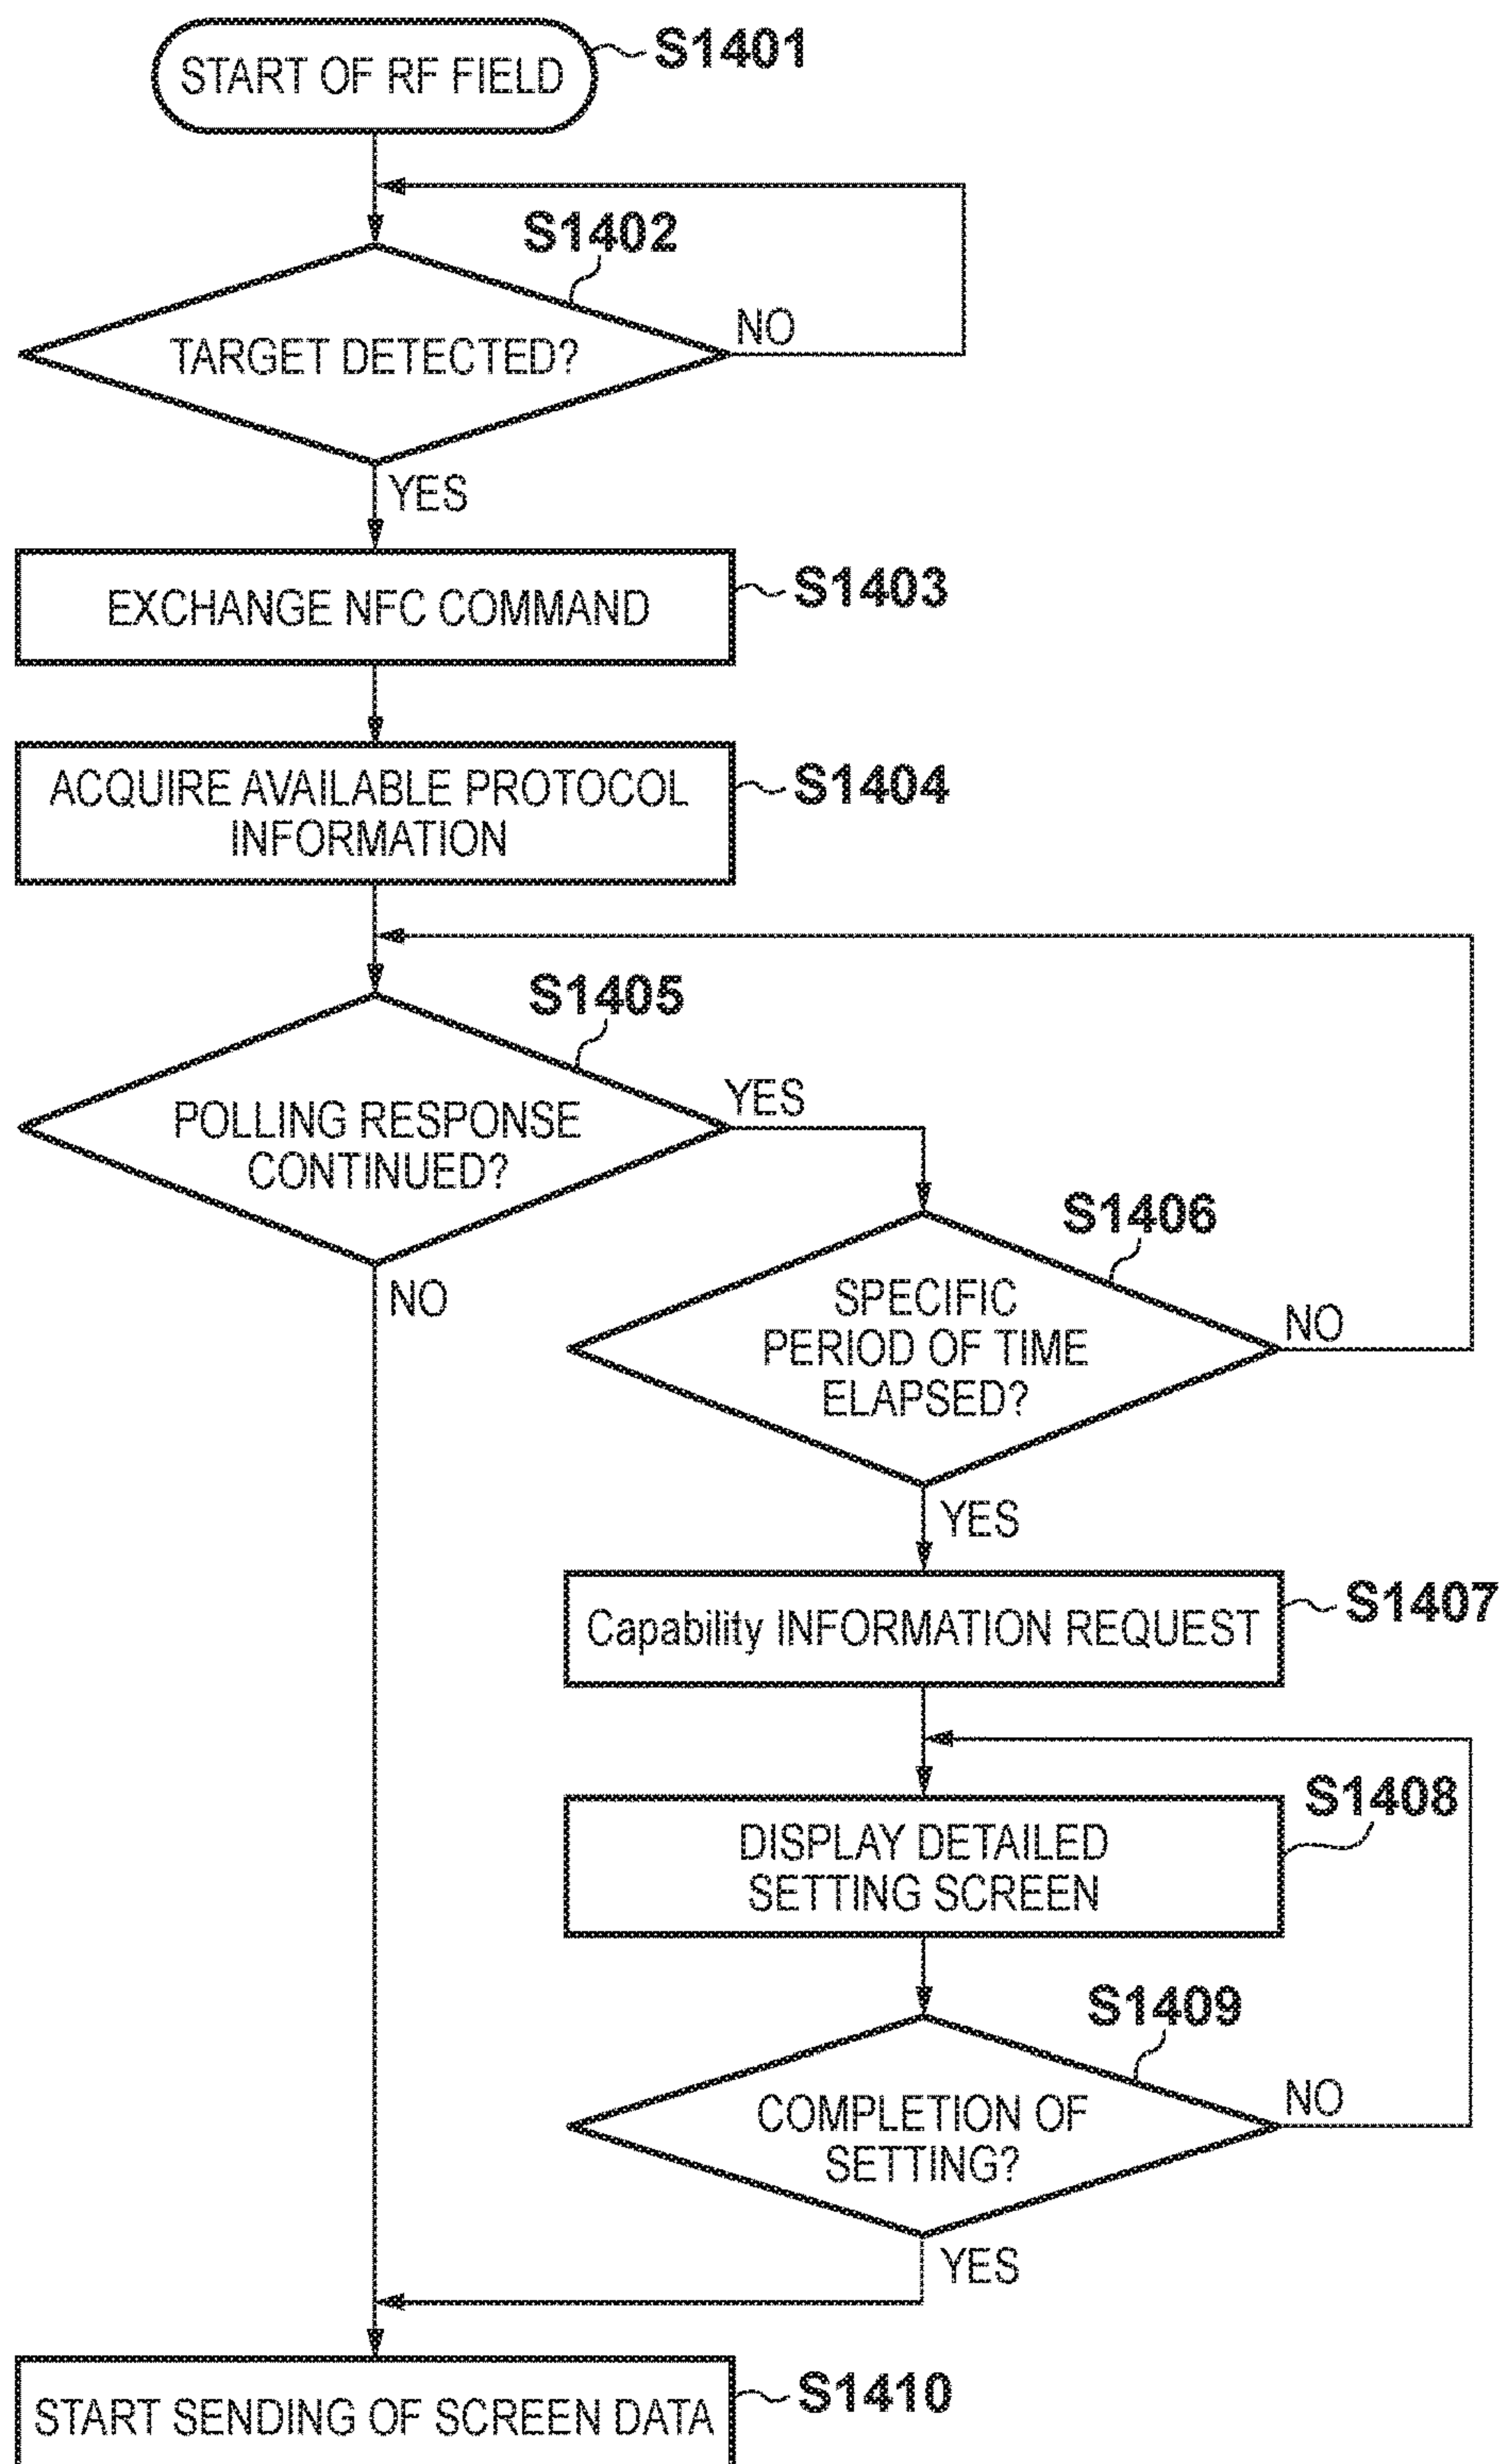 START OF RF FIELD
S1401
S1402
TARGET DETECTED?
NO
YES
EXCHANGE NFC COMMAND
S1403
ACQUIRE AVAILABLE PROTOCOL
INFORMATION
S1404
S1405
POLLING RESPONSE
CONTINUED?
YES
NO
S1406
SPECIFIC
PERIOD OF TIME
ELAPSED?
NO
YES
Capability INFORMATION REQUEST
S1407
S1408
DISPLAY DETAILED
SETTING SCREEN
S1409
COMPLETION OF
SETTING?
NO
YES
START SENDING OF SCREEN DATA
S1410